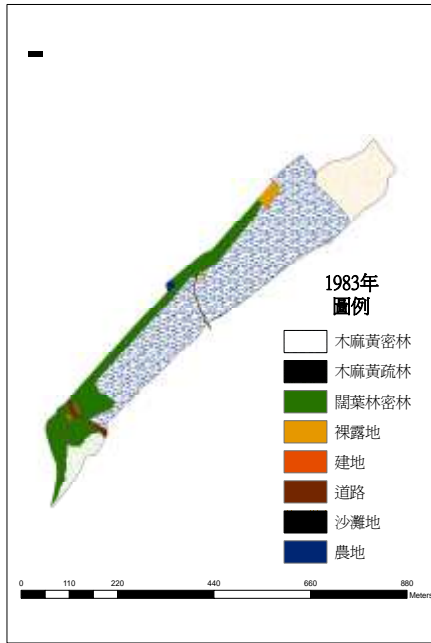 1983年
圖例
木麻黃密林
木麻黃疏林
闊葉林密林
裸露地
建地
道路
沙灘地
農地
0 110 220 440 660 880
Meters